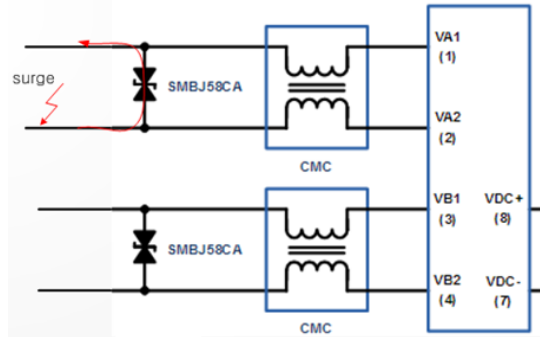 VA1
(1)
surge
SMBJ58CA
VA2
(2)
CMC
VB1
(3)
VDC+
(8)
SMBJ58CA
VB2
(4)
VDC-
(7)
CMC